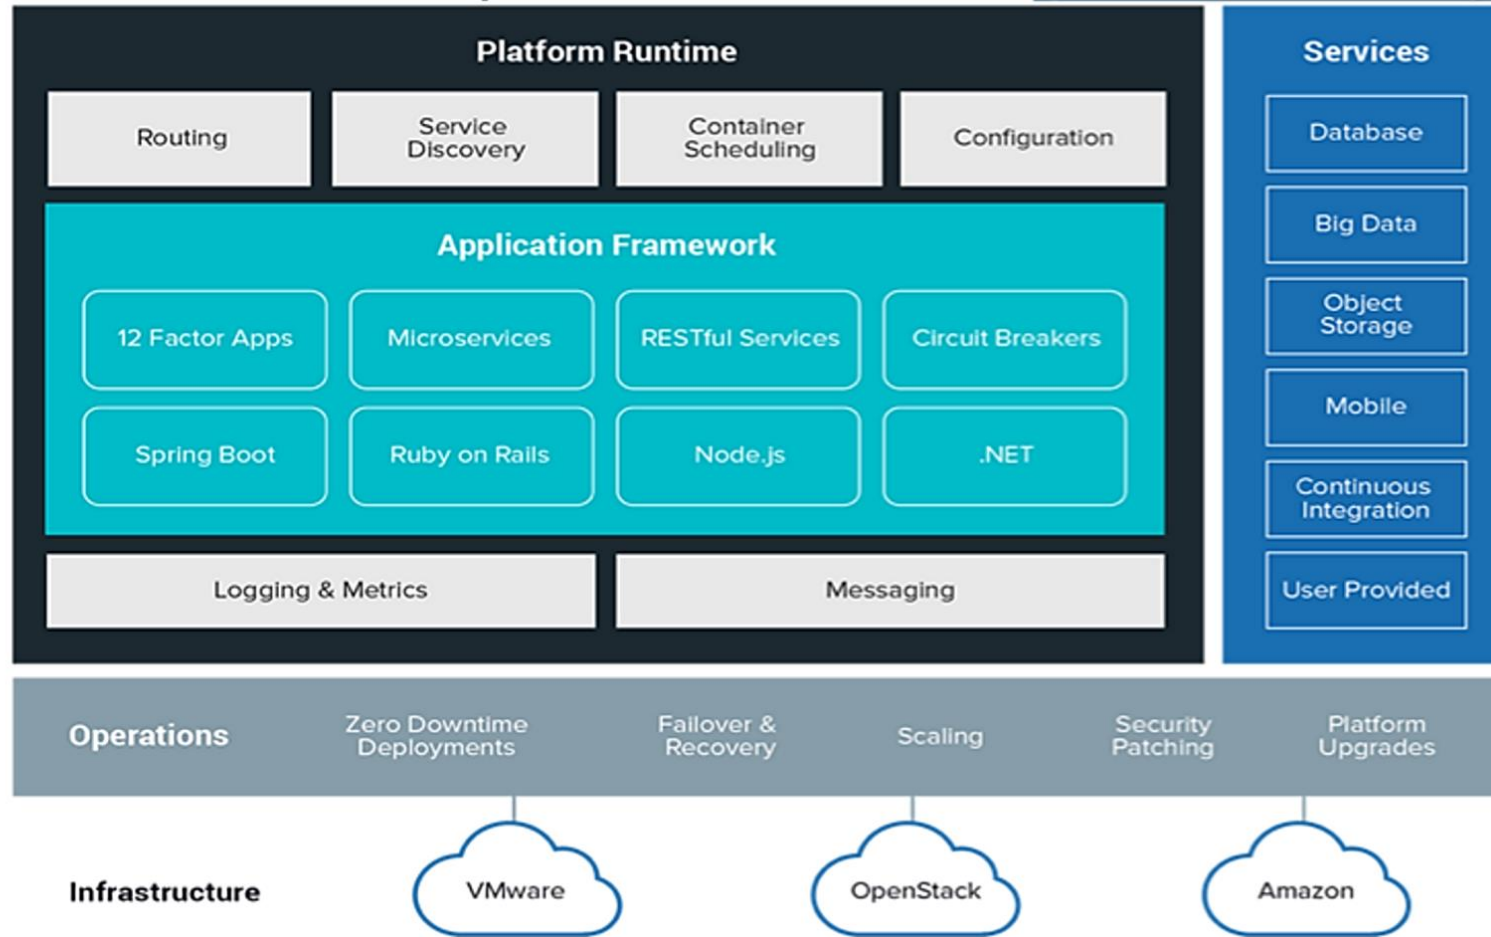 Platform Runtime
Routing
Service
Discovery
Container
Scheduling
Configuration
Application Framework
12 Factor Apps
Microservices
RESTful Services
Circuit Breakers
Spring Boot
Ruby on Rails
Node.js
.NET
Logging & Metrics
Messaging
Services
Database
Big Data
Object
Storage
Mobile
Continuous
Integration
User Provided
Operations
Zero Downtime
Deployments
Failover &
Recovery
Scaling
Security
Patching
Platform
Upgrades
Infrastructure
VMware
OpenStack
Amazon